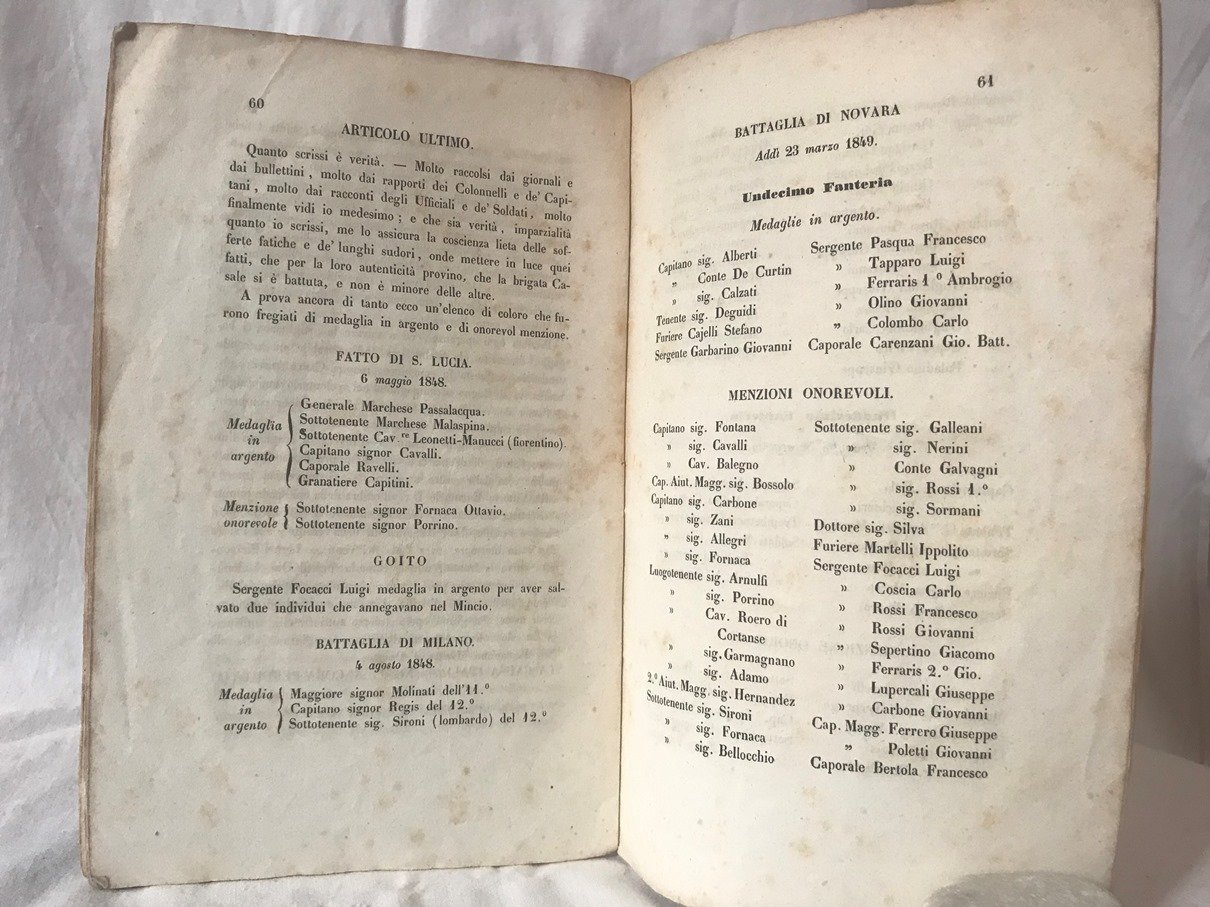 60
ARTICOLO ULTIMO.
Quanto scrissi è verità. — Molto raccolsi dai giornali e
dai bullettini, molto dai rapporti dei Colonnelli e de' Capi-
tani, molto dai racconti degli Ufficiali e de' Soldati, molto
finalmente vidi io medesimo; e che sia verità, imparzialità
quanto io scrissi, me lo assicura la coscienza lieta delle sof-
ferte fatiche e de' lunghi sudori, onde mettere in luce quei
fatti, che per la loro autenticità provino, che la brigata Ca-
sale si è battuta, e non è minore delle altre.
A prova ancora di tanto ecco un'elenco di coloro che fu-
rono fregiati di medaglia in argento e di onorevol menzione.
FATTO DI S. LUCIA.
6 maggio 1848.
Medaglia in argento
Generale Marchese Passalacqua.
Sottotenente Marchese Malaspina.
Sottotenente Cav.re Leonetti-Manucci (fiorentino).
Capitano signor Cavalli.
Caporale Ravelli.
Granatiere Capitini.
Menzione onorevole
Sottotenente signor Fornaca Ottavio.
Sottotenente signor Porrino.
GOITO
Sergente Focacci Luigi medaglia in argento per aver sal-
vato due individui che annegavano nel Mincio.
BATTAGLIA DI MILANO.
4 agosto 1848.
Medaglia in argento
Maggiore signor Molinati dell'11.º
Capitano signor Regis del 12.º
Sottotenente sig. Sironi (lombardo) del 12.º
61
BATTAGLIA DI NOVARA
Addì 23 marzo 1849.
Undecimo Fanteria
Medaglie in argento.
Capitano sig. Alberti
» Conte De Curtin
» sig. Calzati
Tenente sig. Deguidi
Furiere Cajelli Stefano
Sergente Garbarino Giovanni
Sergente Pasqua Francesco
» Tapparo Luigi
» Ferraris 1º Ambrogio
» Olino Giovanni
» Colombo Carlo
Caporale Carenzani Gio. Batt.
MENZIONI ONOREVOLI.
Capitano sig. Fontana
» sig. Cavalli
» Cav. Balegno
Cap. Aiut. Magg. sig. Bossolo
Capitano sig. Carbone
» sig. Zani
» sig. Allegri
» sig. Fornaca
Luogotenente sig. Arnulfi
» sig. Porrino
» Cav. Roero di
Cortanse
» sig. Garmagnano
» sig. Adamo
2.º Aiut. Magg. sig. Hernandez
Sottotenente sig. Sironi
» sig. Fornaca
» sig. Bellocchio
Sottotenente sig. Galleani
» sig. Nerini
» Conte Galvagni
» sig. Rossi 1.º
» sig. Sormani
Dottore sig. Silva
Furiere Martelli Ippolito
Sergente Focacci Luigi
» Coscia Carlo
» Rossi Francesco
» Rossi Giovanni
» Sepertino Giacomo
» Ferraris 2.º Gio.
» Lupercali Giuseppe
» Carbone Giovanni
Cap. Magg. Ferrero Giuseppe
» Poletti Giovanni
Caporale Bertola Francesco